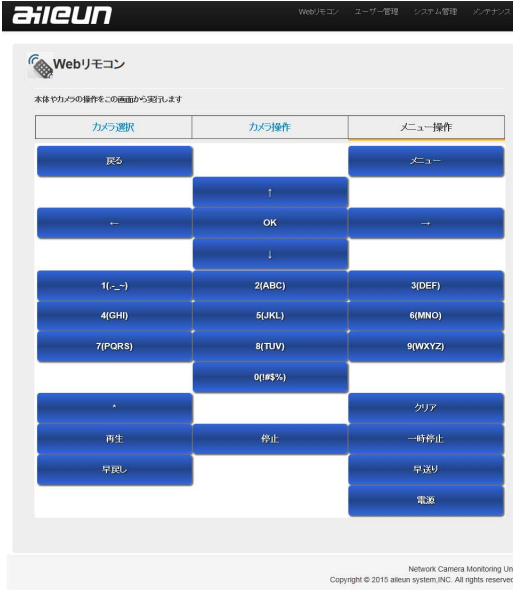 aileun
Webリモコン ユーザー管理 システム管理 メンテナンス
Webリモコン
本体やカメラの操作をこの画面から実行します
カメラ選択 カメラ操作 メニュー操作
戻る メニュー
↑
← OK →
↓
1(.-_~) 2(ABC) 3(DEF)
4(GHI) 5(JKL) 6(MNO)
7(PQRS) 8(TUV) 9(WXYZ)
0(!#$%)
* クリア
再生 停止 一時停止
早戻し 早送り
電源
Network Camera Monitoring Un
Copyright © 2015 aileun system,INC. All rights reserved